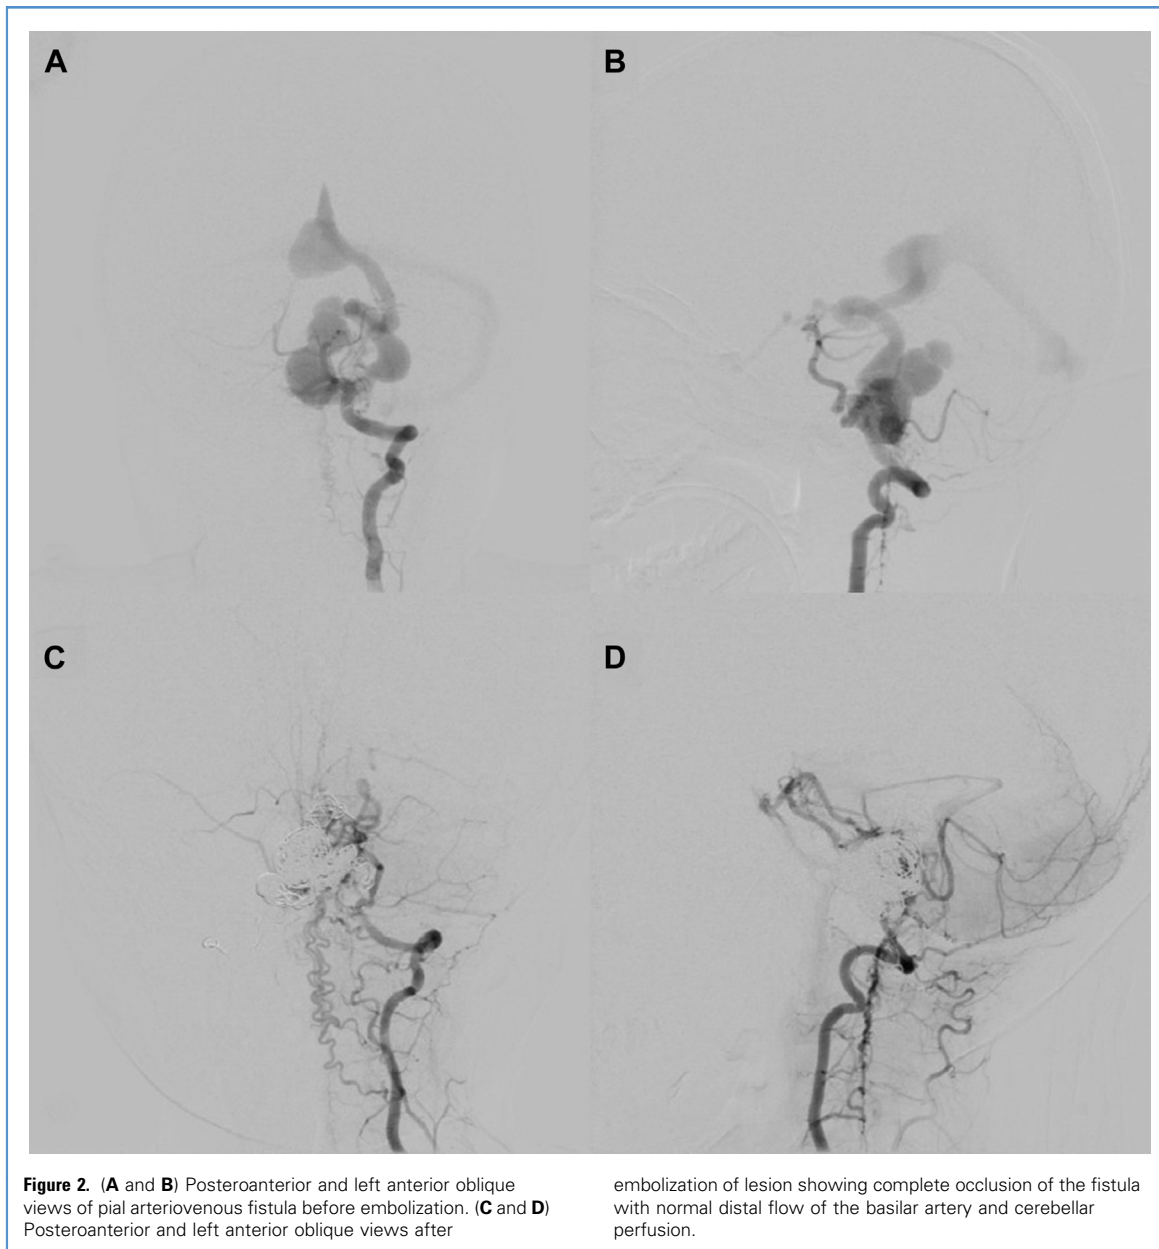 A
B
C
D
Figure 2. (A and B) Posteroanterior and left anterior oblique
views of pial arteriovenous fistula before embolization. (C and D)
Posteroanterior and left anterior oblique views after
embolization of lesion showing complete occlusion of the fistula
with normal distal flow of the basilar artery and cerebellar
perfusion.